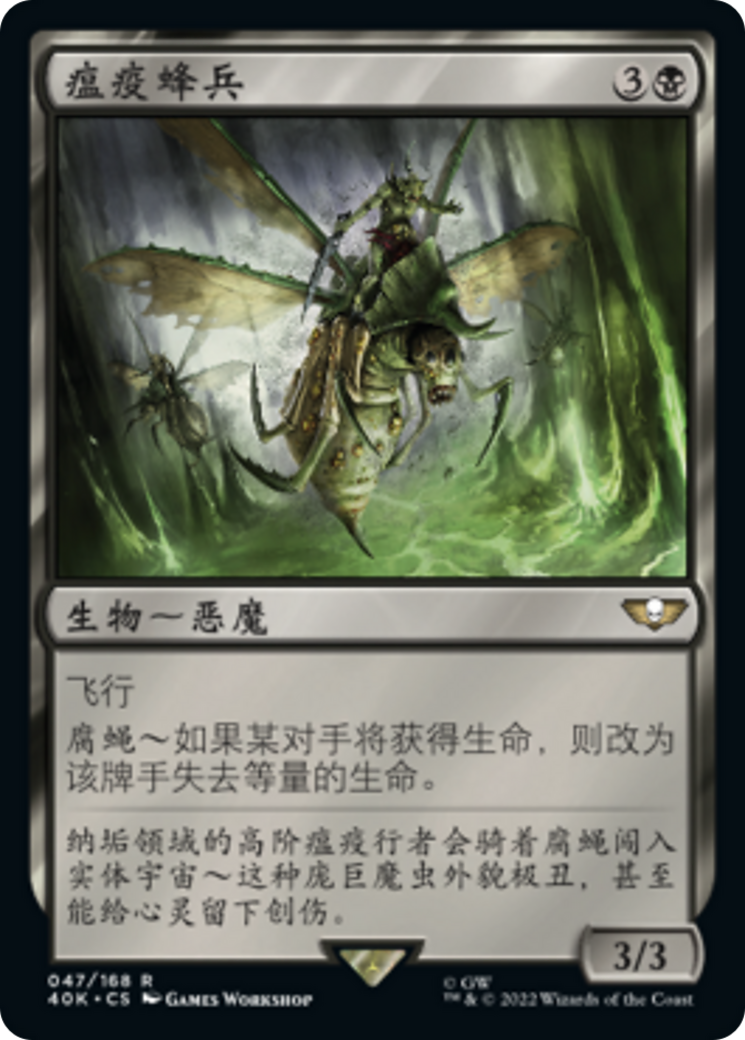 瘟疫蜂兵
3
生物～恶魔
飞行
腐蝇～如果某对手将获得生命，则改为
该牌手失去等量的生命。
纳垢领域的高阶瘟疫行者会骑着腐蝇闯入
实体宇宙～这种庞巨魔虫外貌极丑，甚至
能给心灵留下创伤。
3/3
047/168 R
40K • CS GAMES WORKSHOP
© GW
™ & © 2022 Wizards of the Coast